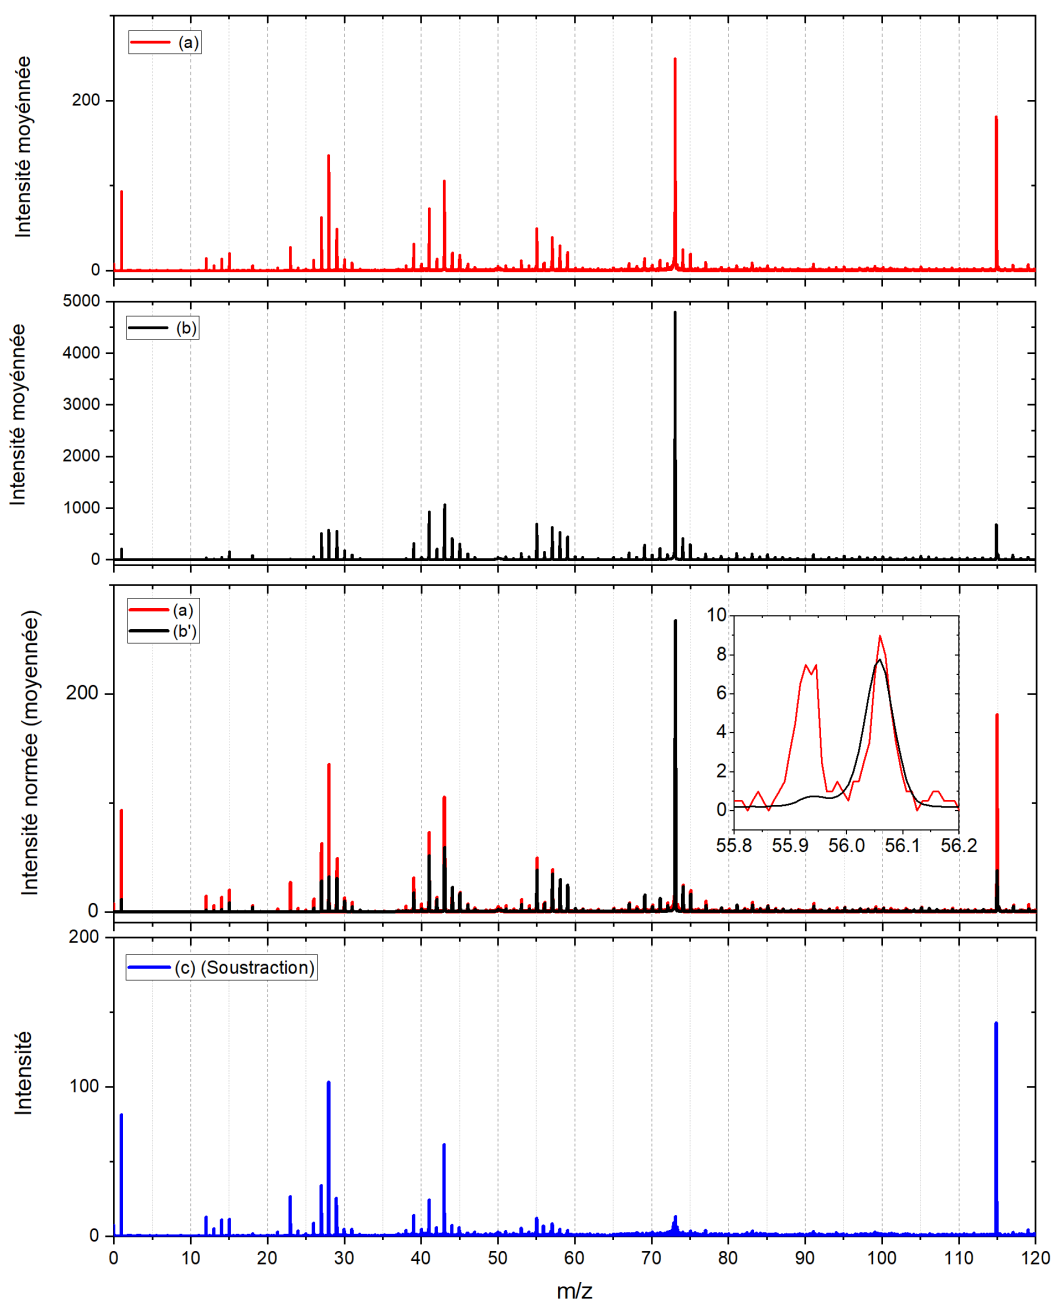 (a)
Intensité moyénnée
200
0
(b)
Intensité moyénnée
5000
4000
3000
2000
1000
0
(a)
(b')
Intensité normée (moyennée)
200
0
10
8
6
4
2
0
55.8 55.9 56.0 56.1 56.2
(c) (Soustraction)
Intensité
200
100
0
0 10 20 30 40 50 60 70 80 90 100 110 120
m/z